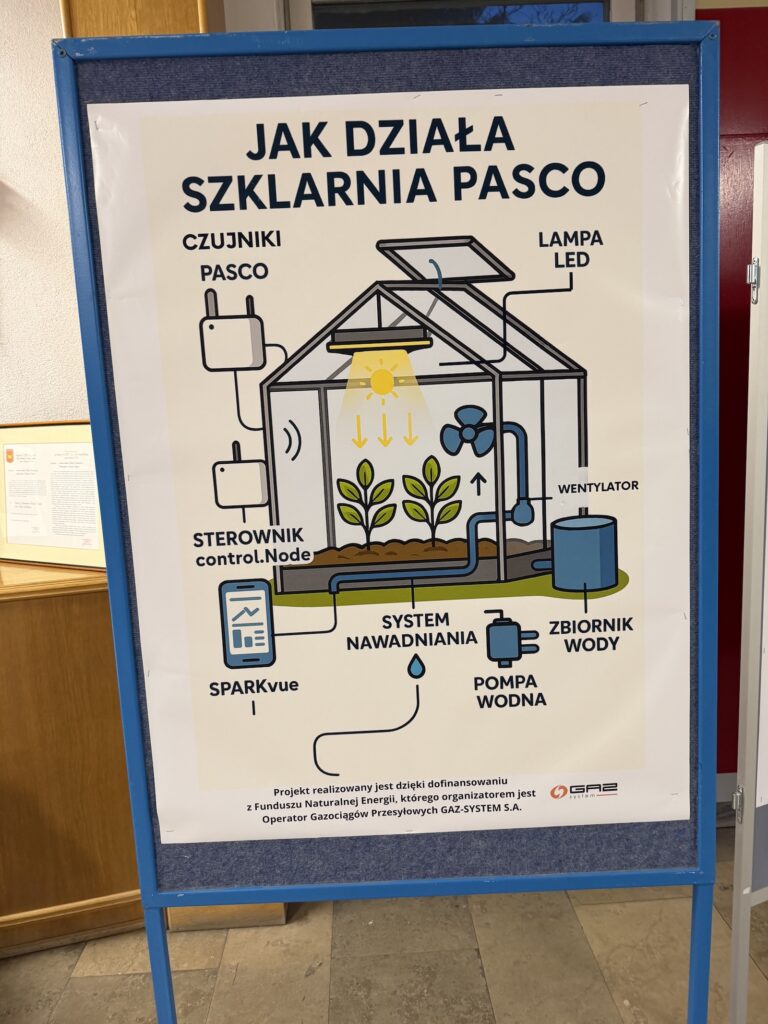 JAK DZIAŁA
SZKLARNIA PASCO
CZUJNIKI
PASCO
LAMPA
LED
WENTYLATOR
STEROWNIK
control.Node
SYSTEM
NAWADNIANIA
ZBIORNIK
WODY
SPARKvue
POMPA
WODNA
Projekt realizowany jest dzięki dofinansowaniu
z Funduszu Naturalnej Energii, którego organizatorem jest
Operator Gazociągów Przesyłowych GAZ-SYSTEM S.A.
GAZ
system